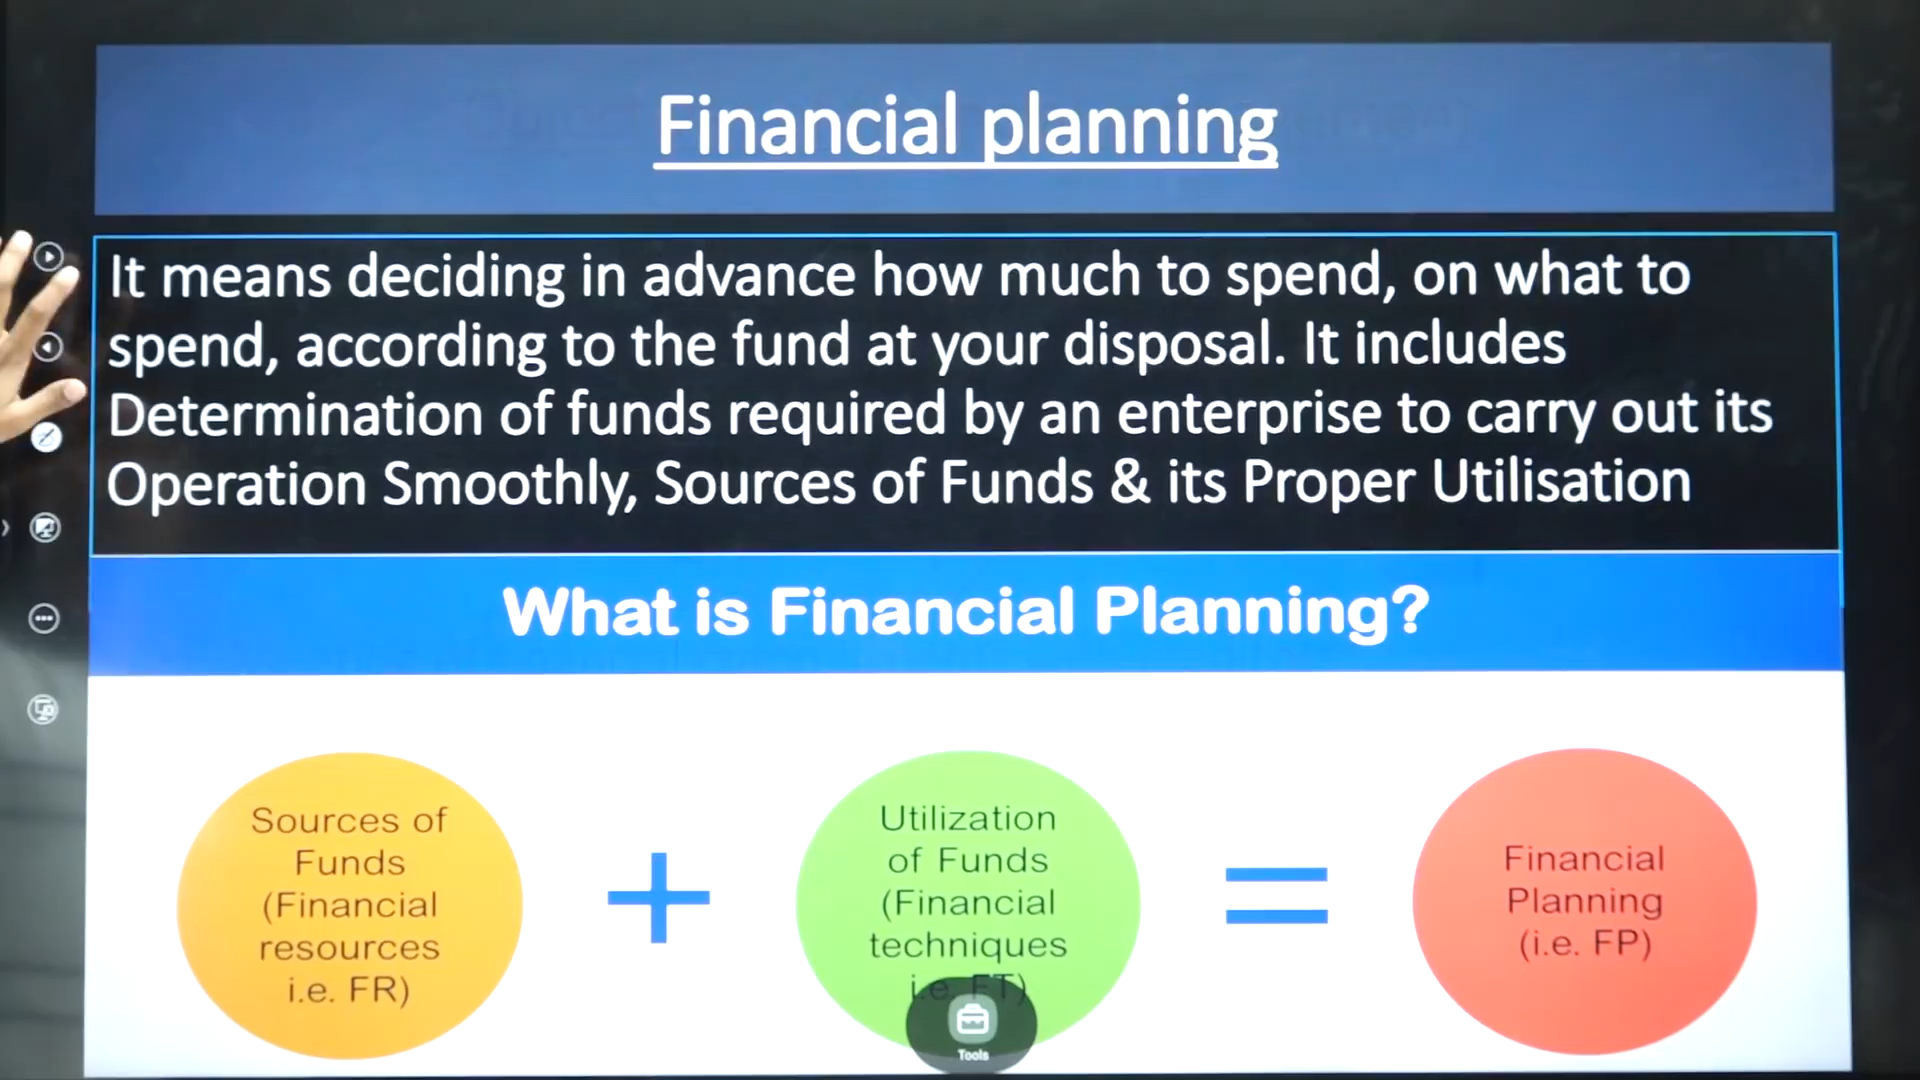 Financial planning
It means deciding in advance how much to spend, on what to
spend, according to the fund at your disposal. It includes
Determination of funds required by an enterprise to carry out its
Operation Smoothly, Sources of Funds & its Proper Utilisation
What is Financial Planning?
Sources of
Funds
(Financial
resources
i.e. FR)
+
Utilization
of Funds
(Financial
techniques
i.e. FT)
=
Financial
Planning
(i.e. FP)
Tools